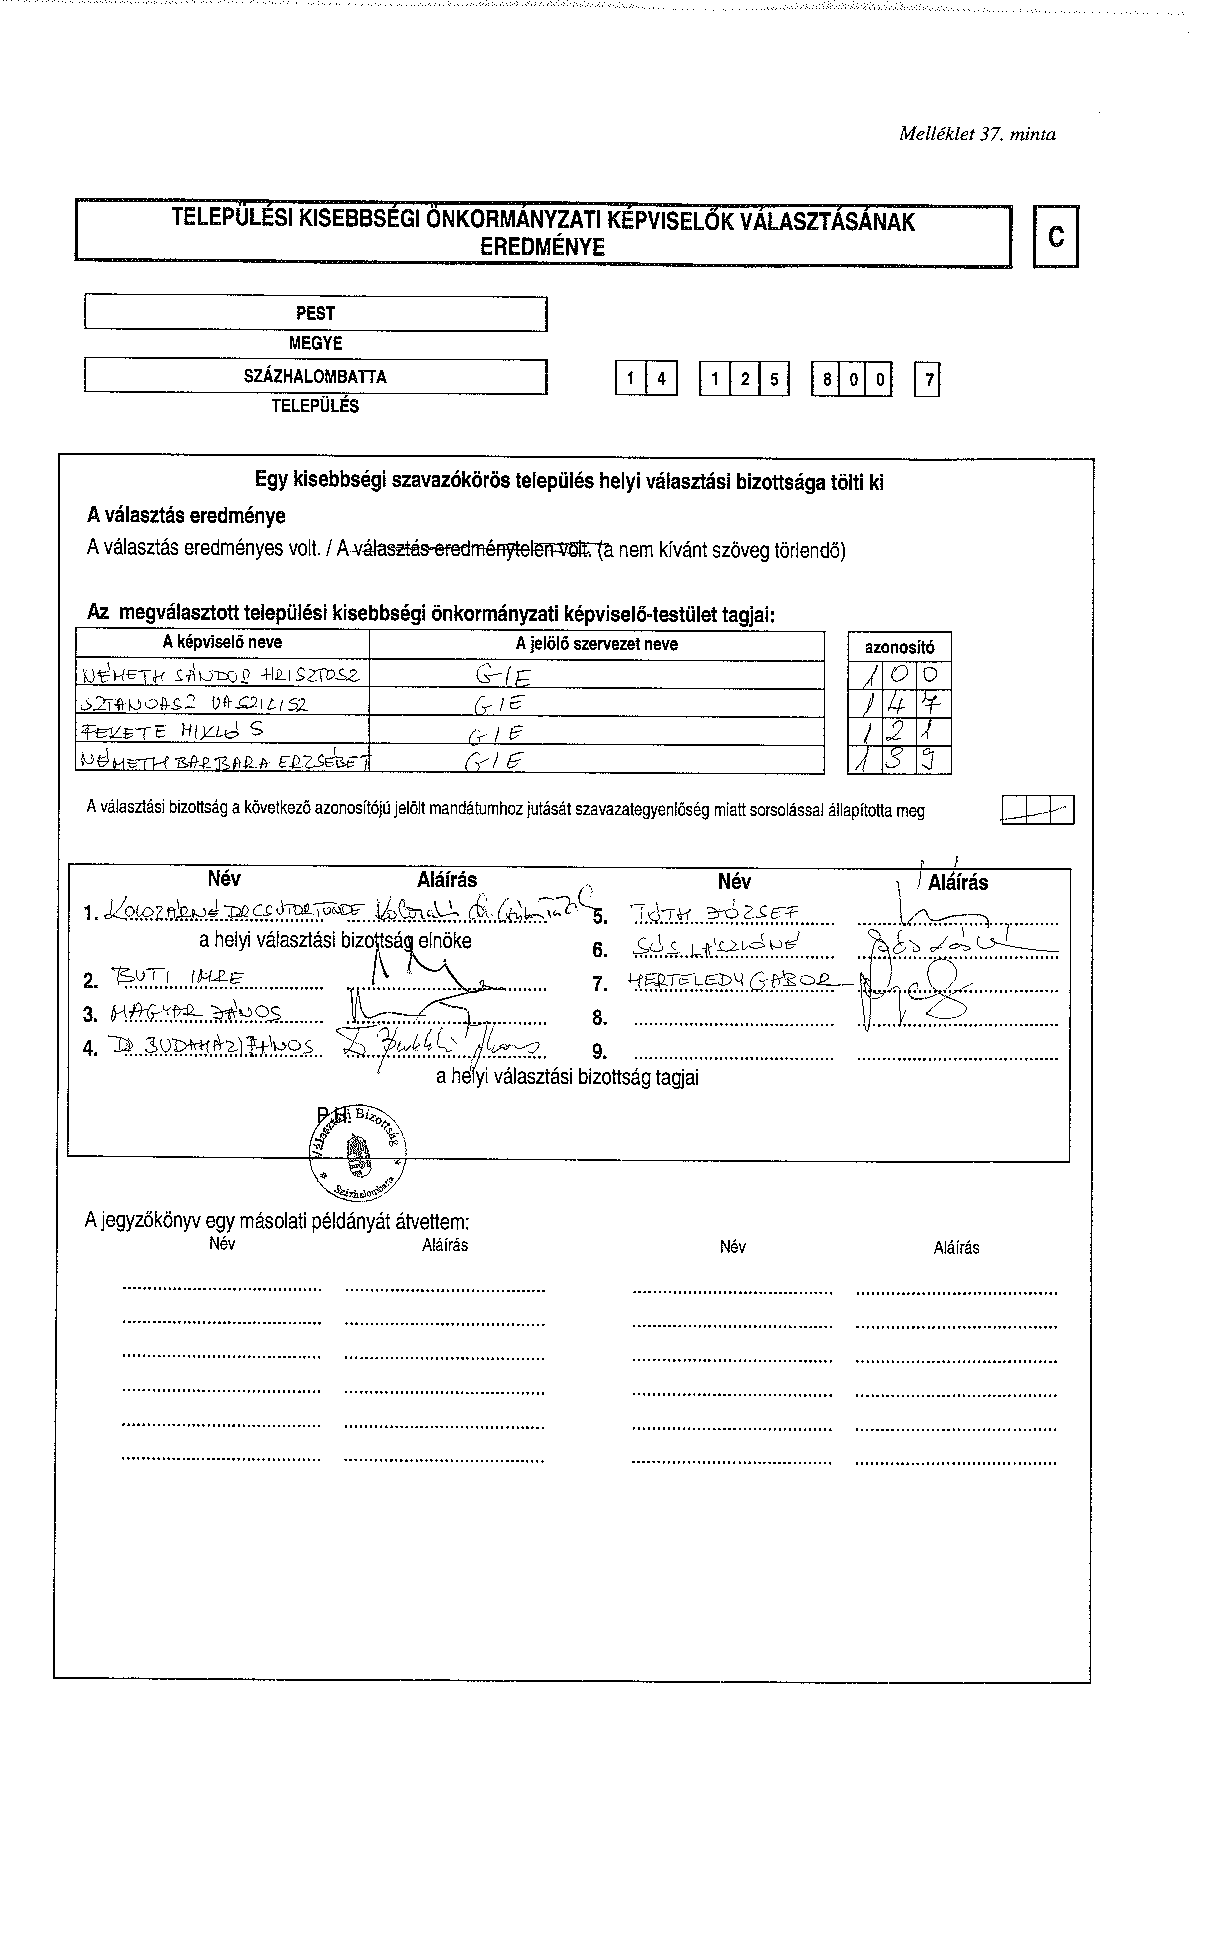 Melléklet 37. minta
TELEPÜLÉSI KISEBBSÉGI ÖNKORMÁNYZATI KÉPVISELŐK VÁLASZTÁSÁNAK
EREDMÉNYE
C
PEST
MEGYE
SZÁZHALOMBATTA
1 4 1 2 5 8 0 0 7
TELEPÜLÉS
Egy kisebbségi szavazókörös település helyi választási bizottsága tölti ki
A választás eredménye
A választás eredményes volt. / A választás eredménytelen volt. (a nem kívánt szöveg törlendő)
Az megválasztott települési kisebbségi önkormányzati képviselő-testület tagjai:
A képviselő neve A jelölő szervezet neve azonosító
NÉMETH SÁNDOR HRISZTOSZ GIE 1 0 0
SZTANOASZ VASZILISZ GIE 1 4 7
FEKETE MIKLÓS GIE 1 2 1
NÉMETH BARBARA ERZSÉBET GIE 1 3 9
A választási bizottság a következő azonosítójú jelölt mandátumhoz jutását szavazategyenlőség miatt sorsolással állapította meg
Név Aláírás Név Aláírás
1. 5. TÓTH JÓZSEF
a helyi választási bizottság elnöke
6. SÜS LÁSZLÓNÉ
2. BUTI IMRE 7. HERTELEDY GÁBOR
3. MAGYAR JÁNOS 8.
4. JÁNOS 9.
a helyi választási bizottság tagjai
P.H.
Választási Bizottság
Százhalombatta
A jegyzőkönyv egy másolati példányát átvettem:
Név Aláírás Név Aláírás